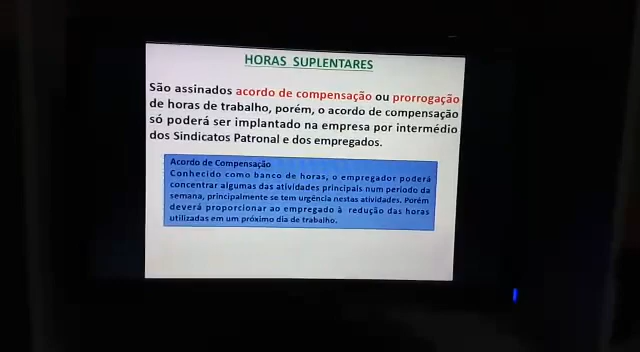 HORAS SUPLENTARES
São assinados acordo de compensação ou prorrogação
de horas de trabalho, porém, o acordo de compensação
só poderá ser implantado na empresa por intermédio
dos Sindicatos Patronal e dos empregados.
Acordo de Compensação
Conhecido como banco de horas, o empregador poderá
concentrar algumas das atividades principais num periodo da
semana, principalmente se tem urgência nestas atividades. Porém
deverá proporcionar ao empregado à redução das horas
utilizadas em um próximo dia de trabalho.